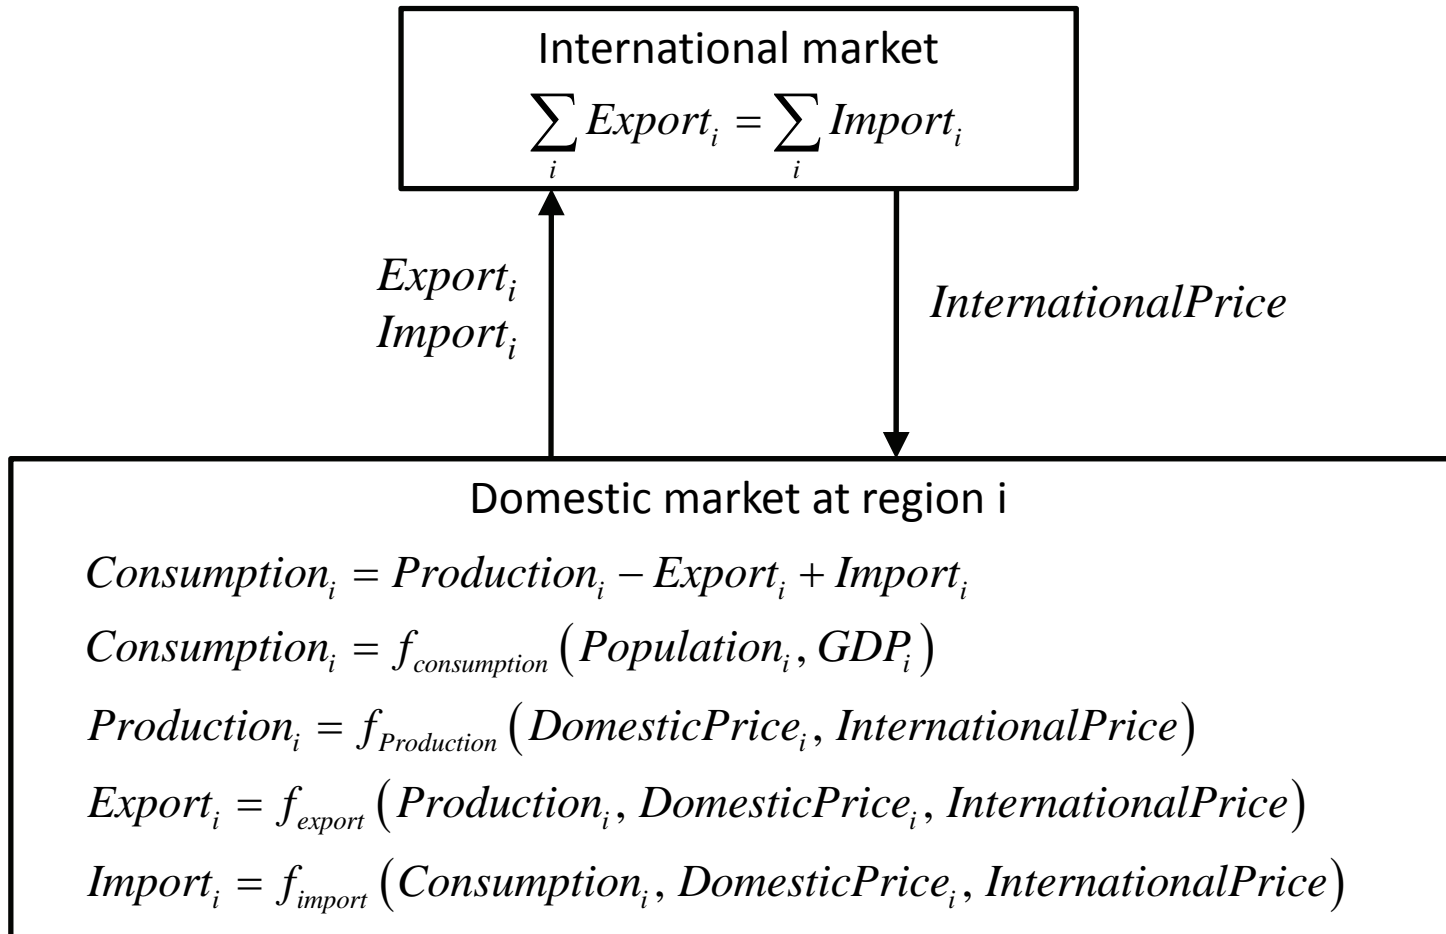 International market
∑ᵢ Exportᵢ = ∑ᵢ Importᵢ
Exportᵢ
Importᵢ
InternationalPrice
Domestic market at region i
Consumptionᵢ = Productionᵢ − Exportᵢ + Importᵢ
Consumptionᵢ = f_consumption (Populationᵢ, GDPᵢ)
Productionᵢ = f_Production (DomesticPriceᵢ, InternationalPrice)
Exportᵢ = f_export (Productionᵢ, DomesticPriceᵢ, InternationalPrice)
Importᵢ = f_import (Consumptionᵢ, DomesticPriceᵢ, InternationalPrice)